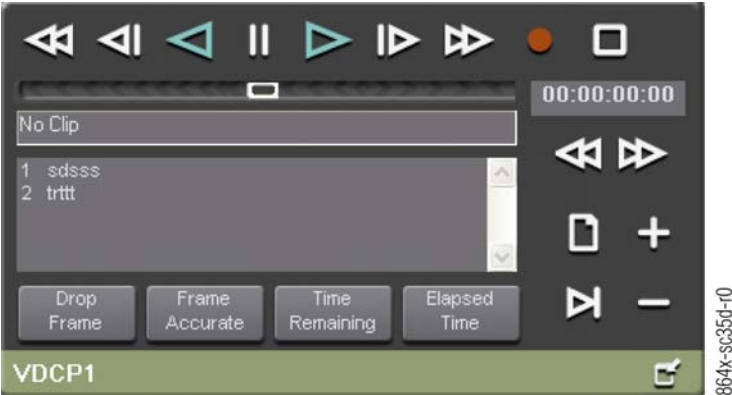 00:00:00:00
No Clip
1 sdsss
2 trttt
Drop Frame
Frame Accurate
Time Remaining
Elapsed Time
VDCP1
864x-sc35d-r0